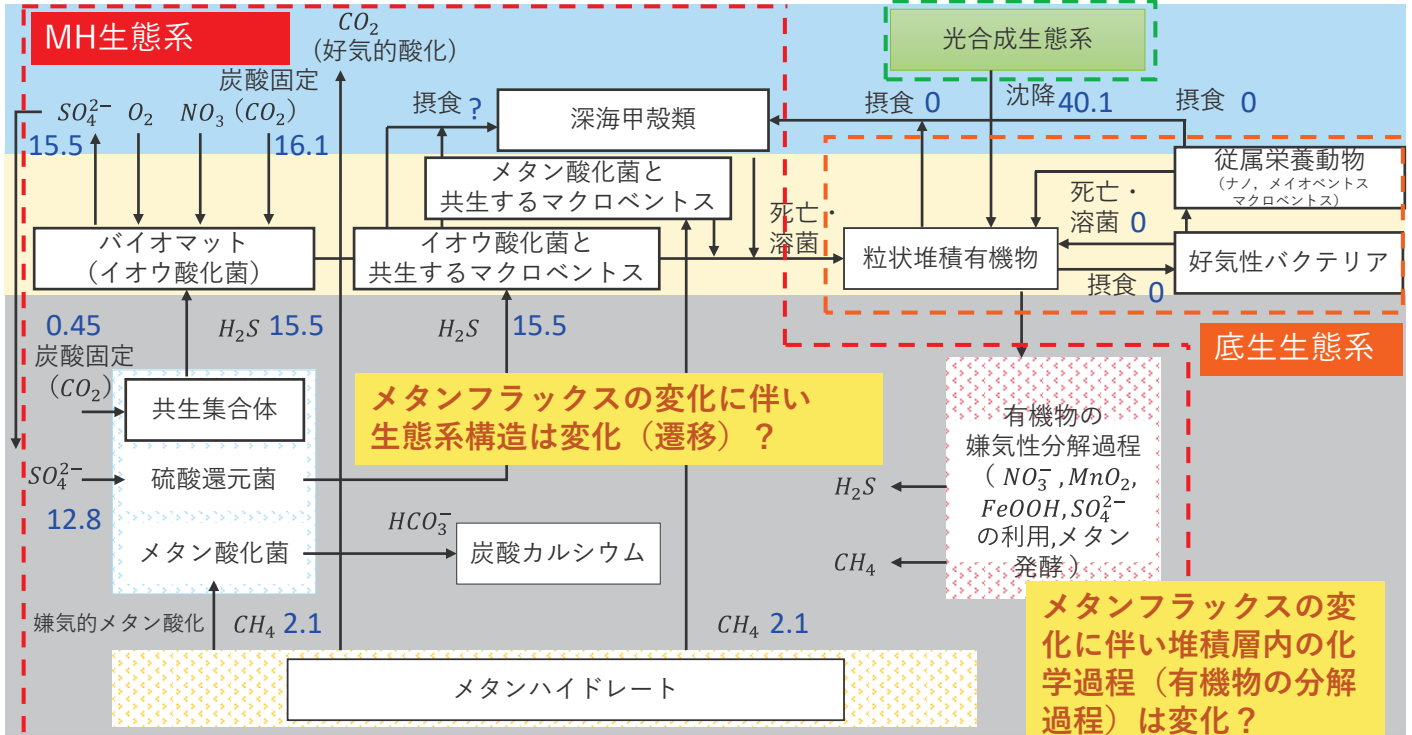 MH生態系
CO₂
(好気的酸化)
光合成生態系
炭酸固定
SO₄²⁻ O₂ NO₃ (CO₂)
15.5
16.1
摂食 ?
深海甲殻類
摂食 0
沈降 40.1
摂食 0
メタン酸化菌と
共生するマクロベントス
従属栄養動物
(ナノ，メイオベントス
マクロベントス)
死亡・
溶菌
死亡・
溶菌 0
バイオマット
(イオウ酸化菌)
イオウ酸化菌と
共生するマクロベントス
粒状堆積有機物
好気性バクテリア
摂食 0
0.45
炭酸固定
(CO₂)
H₂S 15.5
H₂S 15.5
底生生態系
共生集合体
メタンフラックスの変化に伴い
生態系構造は変化（遷移）？
有機物の
嫌気性分解過程
( NO₃⁻ , MnO₂,
FeOOH, SO₄²⁻
の利用,メタン
発酵 )
SO₄²⁻
12.8
硫酸還元菌
H₂S
メタン酸化菌
HCO₃⁻
炭酸カルシウム
CH₄
嫌気的メタン酸化
CH₄ 2.1
CH₄ 2.1
メタンハイドレート
メタンフラックスの変
化に伴い堆積層内の化
学過程（有機物の分解
過程）は変化？